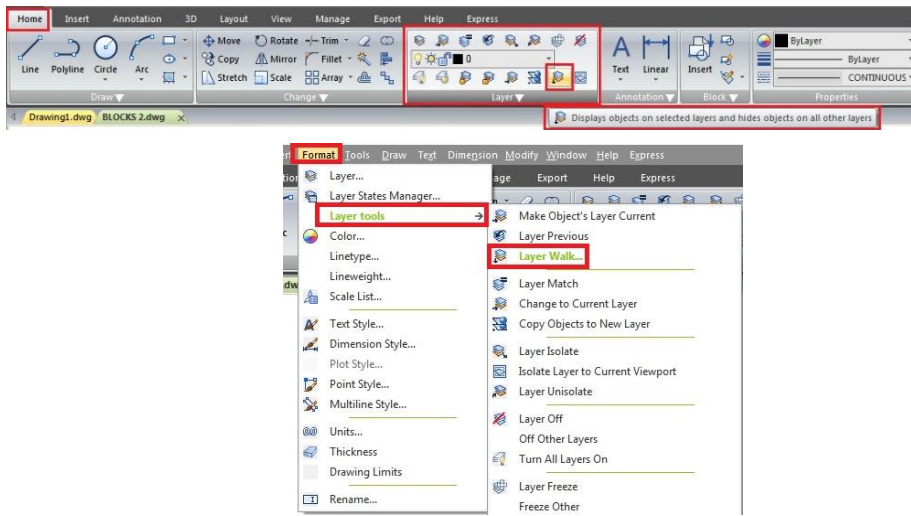 Home Insert Annotation 3D Layout View Manage Export Help Express
Move Rotate Trim
Copy Mirror Fillet
Stretch Scale Array
Line Polyline Circle Arc
0
Text Linear
Insert
ByLayer
ByLayer
CONTINUOUS
Draw Change Layer Annotation Block Properties
Drawing1.dwg BLOCKS 2.dwg
Displays objects on selected layers and hides objects on all other layers
Format Tools Draw Text Dimension Modify Window Help Express
Export Help Express
Layer...
Layer States Manager...
Layer tools
Color...
Linetype...
Lineweight...
Scale List...
Text Style...
Dimension Style...
Plot Style...
Point Style...
Multiline Style...
Units...
Thickness
Drawing Limits
Rename...
Make Object's Layer Current
Layer Previous
Layer Walk...
Layer Match
Change to Current Layer
Copy Objects to New Layer
Layer Isolate
Isolate Layer to Current Viewport
Layer Unisolate
Layer Off
Off Other Layers
Turn All Layers On
Layer Freeze
Freeze Other